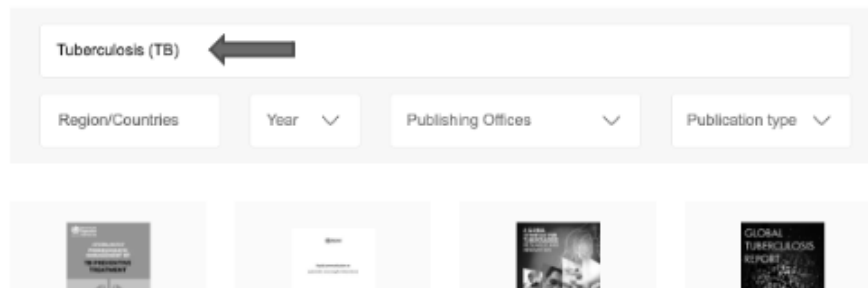 Tuberculosis (TB)
Region/Countries
Year
Publishing Offices
Publication type
TB PREVENTIVE
TREATMENT
GLOBAL
TUBERCULOSIS
REPORT